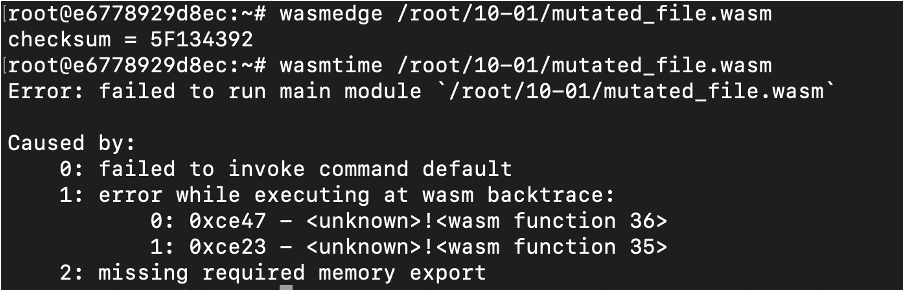 [root@e6778929d8ec:~# wasmedge /root/10-01/mutated_file.wasm
checksum = 5F134392
[root@e6778929d8ec:~# wasmtime /root/10-01/mutated_file.wasm
Error: failed to run main module `/root/10-01/mutated_file.wasm`
Caused by:
0: failed to invoke command default
1: error while executing at wasm backtrace:
0: 0xce47 – <unknown>!<wasm function 36>
1: 0xce23 – <unknown>!<wasm function 35>
2: missing required memory export